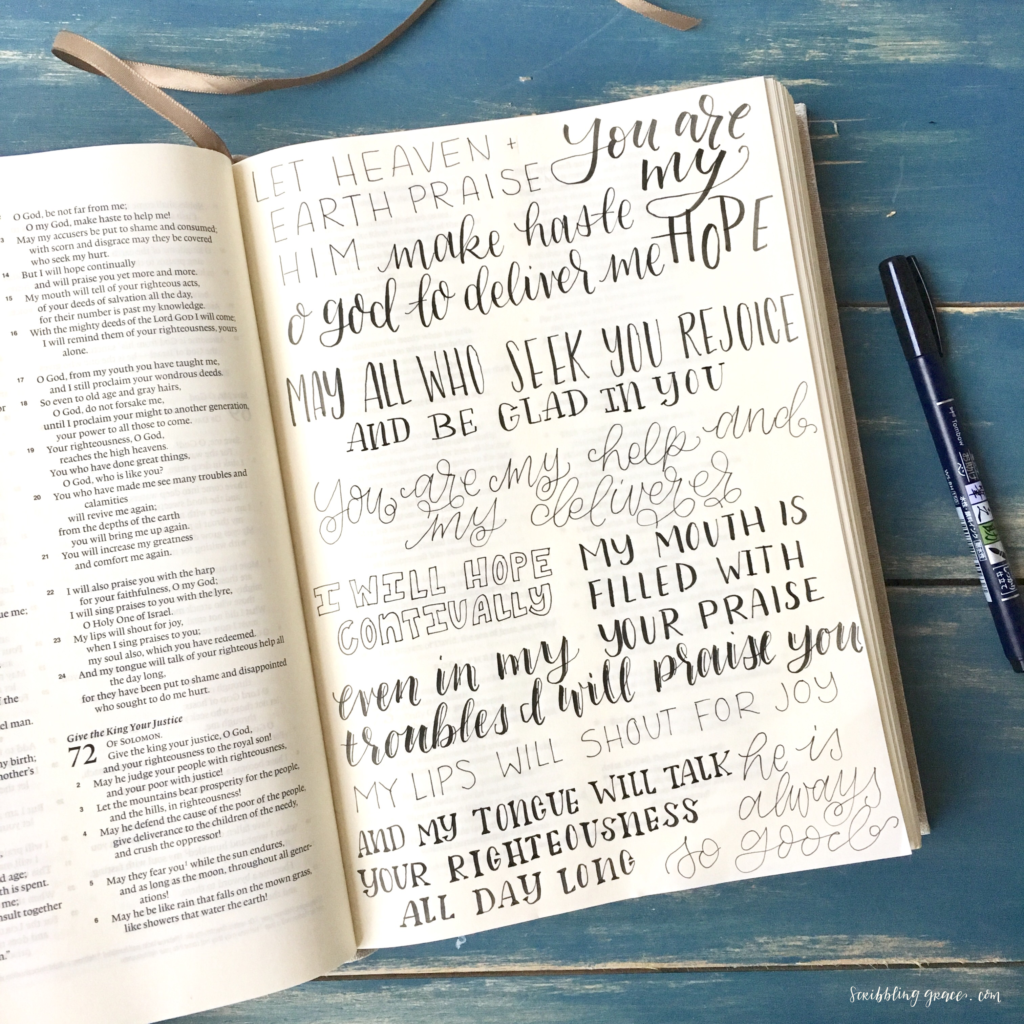 O God, be not far from me;
O my God, make haste to help me!
May my accusers be put to shame and consumed;
with scorn and disgrace may they be covered
who seek my hurt.
14 But I will hope continually
and will praise you yet more and more.
15 My mouth will tell of your righteous acts,
of your deeds of salvation all the day,
for their number is past my knowledge.
16 With the mighty deeds of the Lord GOD I will come;
I will remind them of your righteousness, yours
alone.
17 O God, from my youth you have taught me,
and I still proclaim your wondrous deeds.
18 So even to old age and gray hairs,
O God, do not forsake me,
until I proclaim your might to another generation,
your power to all those to come.
19 Your righteousness, O God,
reaches the high heavens.
You who have done great things,
O God, who is like you?
20 You who have made me see many troubles and
calamities
will revive me again;
from the depths of the earth
you will bring me up again.
21 You will increase my greatness
and comfort me again.
22 I will also praise you with the harp
for your faithfulness, O my God;
I will sing praises to you with the lyre,
O Holy One of Israel.
23 My lips will shout for joy,
when I sing praises to you;
my soul also, which you have redeemed.
24 And my tongue will talk of your righteous help all
the day long,
for they have been put to shame and disappointed
who sought to do me hurt.
Give the King Your Justice
72 OF SOLOMON.
Give the king your justice, O God,
and your righteousness to the royal son!
2 May he judge your people with righteousness,
and your poor with justice!
3 Let the mountains bear prosperity for the people,
and the hills, in righteousness!
4 May he defend the cause of the poor of the people,
give deliverance to the children of the needy,
and crush the oppressor!
5 May they fear you while the sun endures,
and as long as the moon, throughout all gener-
ations!
6 May he be like rain that falls on the mown grass,
like showers that water the earth!
LET HEAVEN +
EARTH PRAISE
HIM
You are
my
HOPE
make haste
o god to deliver me
MAY ALL WHO SEEK YOU REJOICE
AND BE GLAD IN YOU
You are my help and
my deliverer
I WILL HOPE
CONTIVUALLY
MY MOUTH IS
FILLED WITH
YOUR PRAISE
even in my
troubles I will praise you
MY LIPS WILL SHOUT FOR JOY
AND MY TONGUE WILL TALK
YOUR RIGHTEOUSNESS
ALL DAY LONG
he is
always
so good
scribbling grace.com